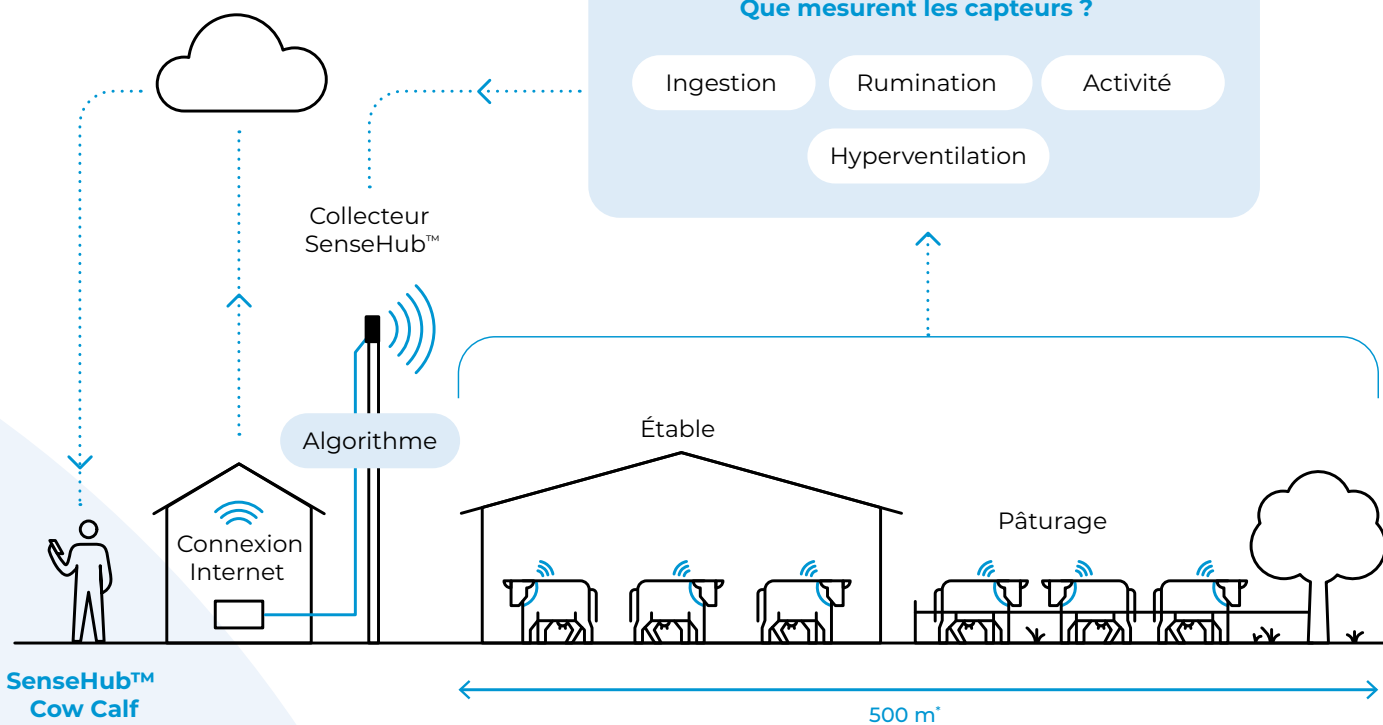 Que mesurent les capteurs ?
Ingestion
Rumination
Activité
Hyperventilation
Collecteur
SenseHub™
Algorithme
Étable
Connexion
Internet
Pâturage
SenseHub™
Cow Calf
500 m*